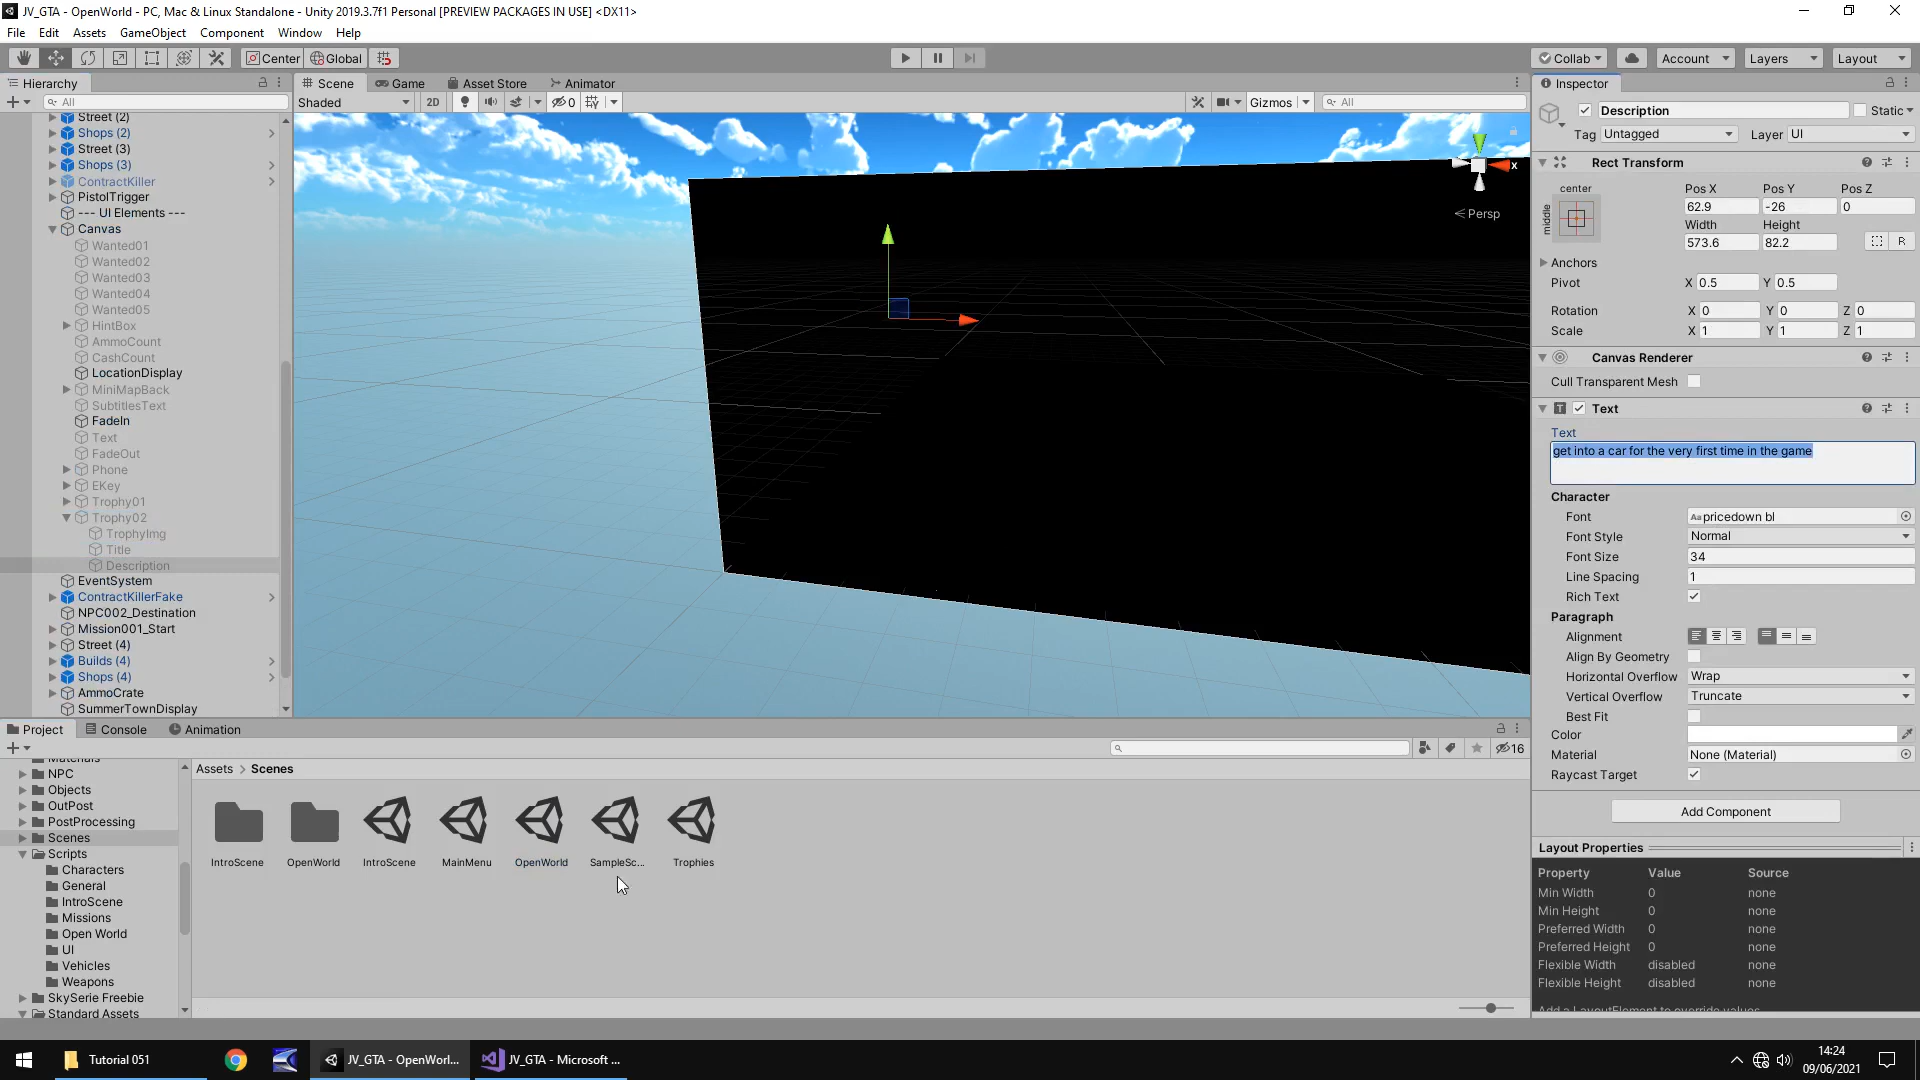 JV_GTA - OpenWorld - PC, Mac & Linux Standalone - Unity 2019.3.7f1 Personal [PREVIEW PACKAGES IN USE] <DX11>
File Edit Assets GameObject Component Window Help
Center Global Collab Account Layers Layout
Hierarchy Scene Game Asset Store Animator Inspector
All Shaded 2D 0 Gizmos All
Street (2)
Shops (2)
Street (3)
Shops (3)
ContractKiller
PistolTrigger
--- UI Elements ---
Canvas
Wanted01
Wanted02
Wanted03
Wanted04
Wanted05
HintBox
AmmoCount
CashCount
LocationDisplay
MiniMapBack
SubtitlesText
FadeIn
Text
FadeOut
Phone
EKey
Trophy01
Trophy02
TrophyImg
Title
Description
EventSystem
ContractKillerFake
NPC002_Destination
Mission001_Start
Street (4)
Builds (4)
Shops (4)
AmmoCrate
SummerTownDisplay
x
< Persp
Description Static
Tag Untagged Layer UI
Rect Transform
center
middle
Pos X Pos Y Pos Z
62.9 -26 0
Width Height
573.6 82.2 R
Anchors
Pivot X 0.5 Y 0.5
Rotation X 0 Y 0 Z 0
Scale X 1 Y 1 Z 1
Canvas Renderer
Cull Transparent Mesh
Text
Text
get into a car for the very first time in the game
Character
Font Aa pricedown bl
Font Style Normal
Font Size 34
Line Spacing 1
Rich Text
Paragraph
Alignment
Align By Geometry
Horizontal Overflow Wrap
Vertical Overflow Truncate
Best Fit
Color
Material None (Material)
Raycast Target
Add Component
Layout Properties
Property Value Source
Min Width 0 none
Min Height 0 none
Preferred Width 0 none
Preferred Height 0 none
Flexible Width disabled none
Flexible Height disabled none
Add a LayoutElement to override values
Project Console Animation
16
Materials
NPC
Objects
OutPost
PostProcessing
Scenes
Scripts
Characters
General
IntroScene
Missions
Open World
UI
Vehicles
Weapons
SkySerie Freebie
Standard Assets
Assets > Scenes
IntroScene OpenWorld IntroScene MainMenu OpenWorld SampleSc... Trophies
Tutorial 051 JV_GTA - OpenWorl... JV_GTA - Microsoft ...
14:24
09/06/2021